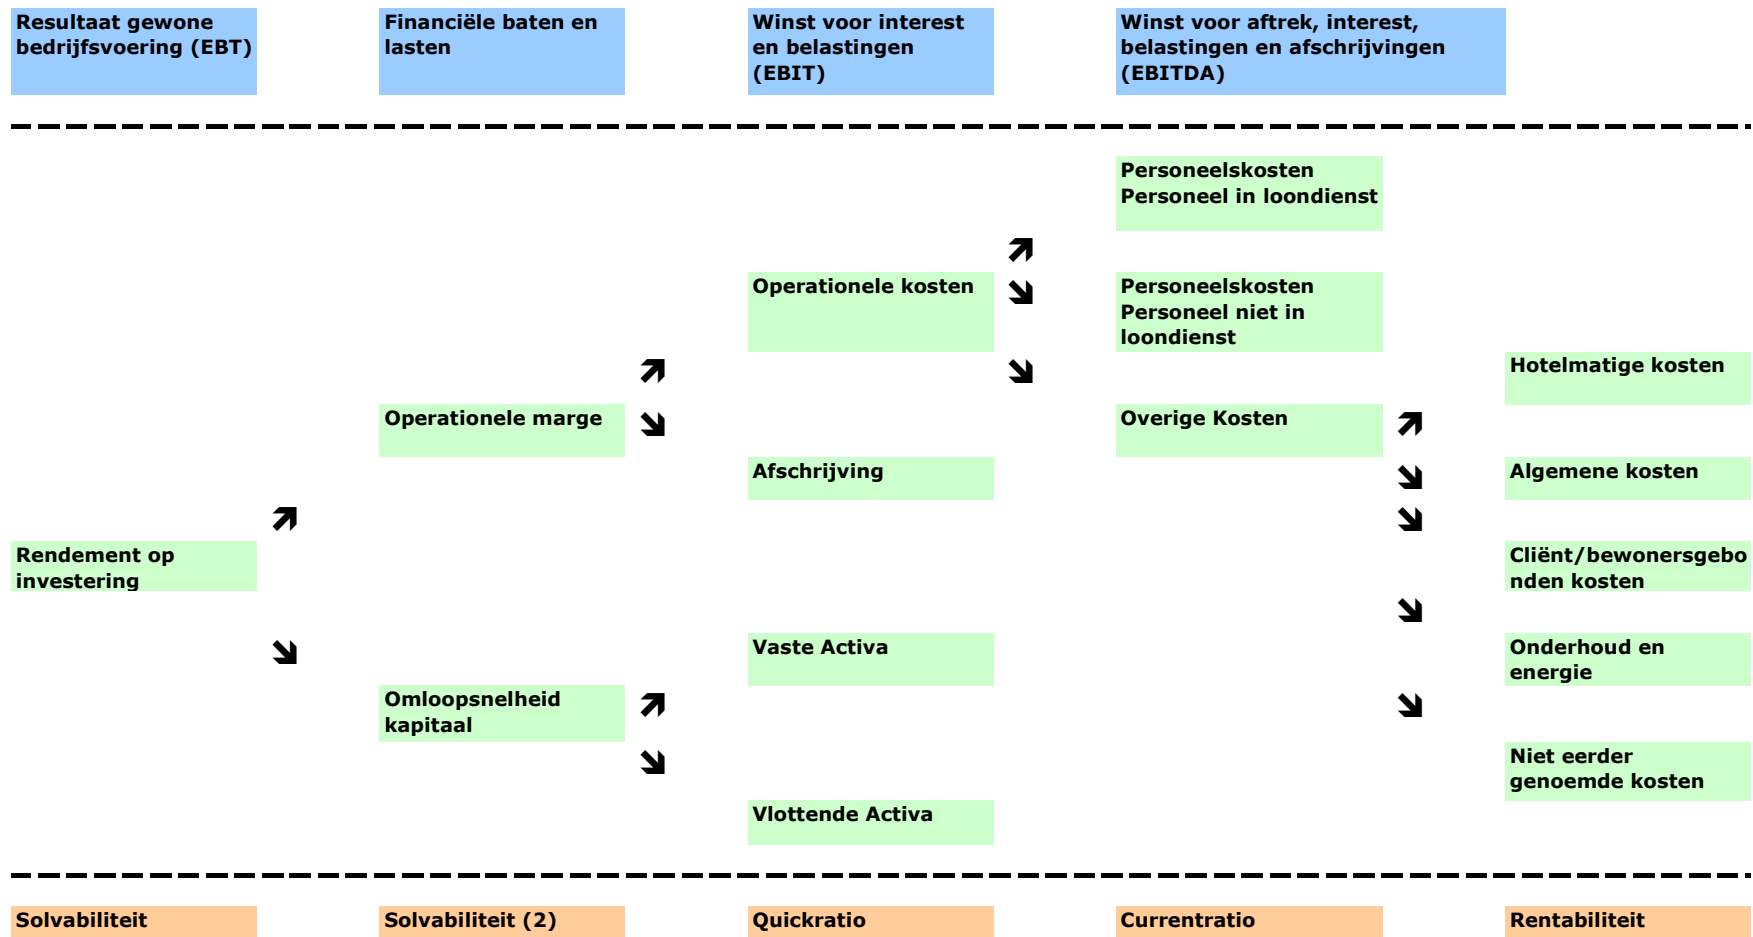 Resultaat gewone
bedrijfsvoering (EBT)
Financiële baten en
lasten
Winst voor interest
en belastingen
(EBIT)
Winst voor aftrek, interest,
belastingen en afschrijvingen
(EBITDA)
Personeelskosten
Personeel in loondienst
Operationele kosten
Personeelskosten
Personeel niet in
loondienst
Hotelmatige kosten
Operationele marge
Overige Kosten
Afschrijving
Algemene kosten
Rendement op
investering
Cliënt/bewonersgebo
nden kosten
Vaste Activa
Onderhoud en
energie
Omloopsnelheid
kapitaal
Niet eerder
genoemde kosten
Vlottende Activa
Solvabiliteit
Solvabiliteit (2)
Quickratio
Currentratio
Rentabiliteit